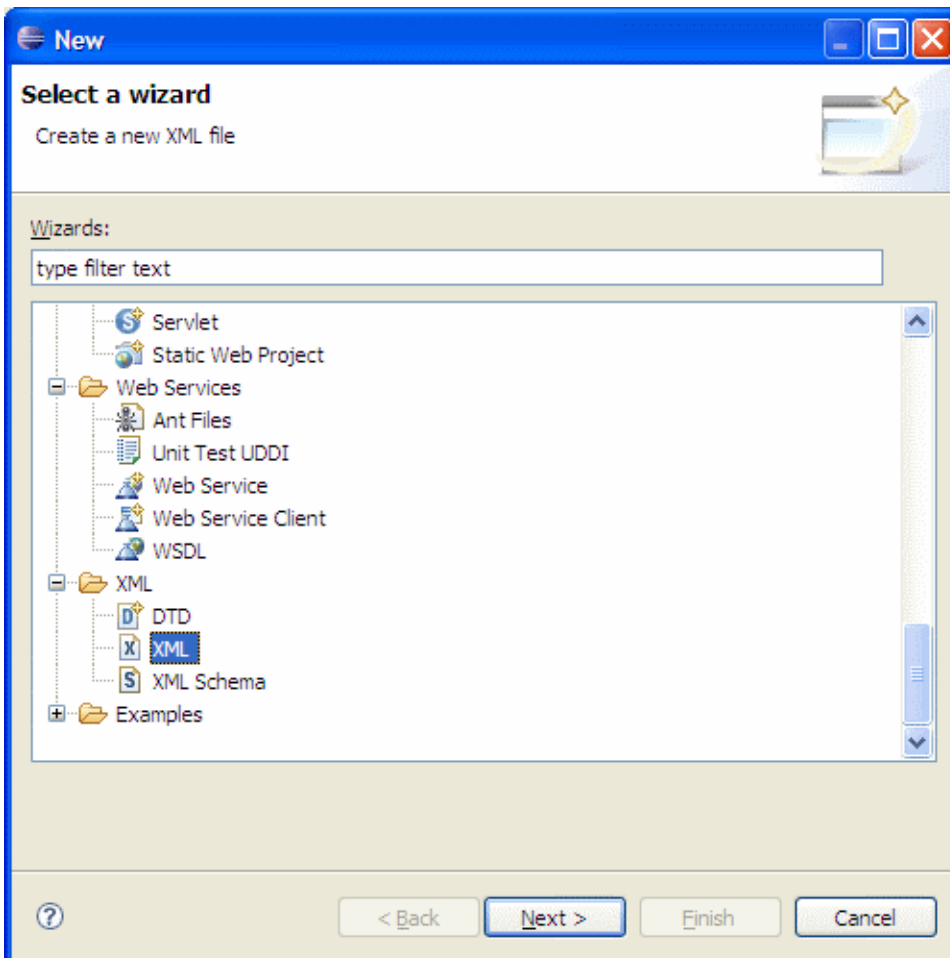 New
Select a wizard
Create a new XML file
Wizards:
type filter text
Servlet
Static Web Project
Web Services
Ant Files
Unit Test UDDI
Web Service
Web Service Client
WSDL
XML
DTD
XML
XML Schema
Examples
< Back Next > Finish Cancel